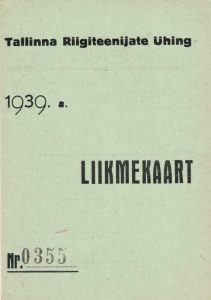 Tallinna Riigiteenijate Ühing
1939. a.
LIIKMEKAART
Nr. 0355